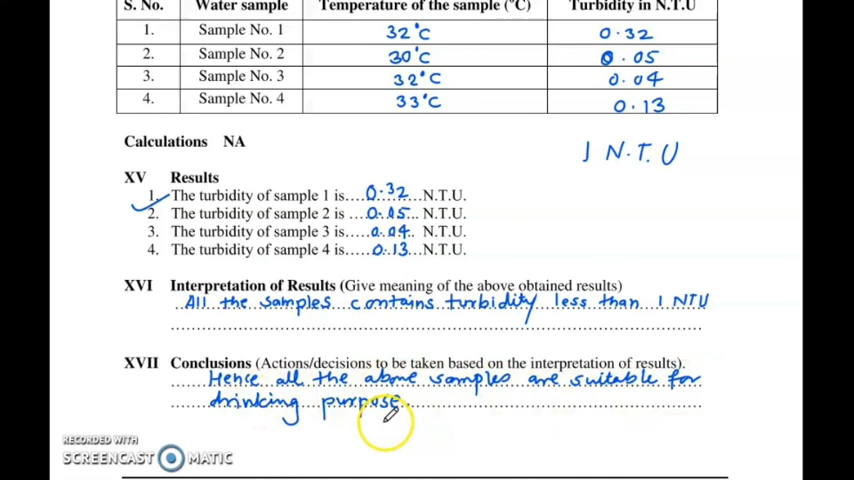 S. No. Water sample Temperature of the sample (°C) Turbidity in N.T.U
1. Sample No. 1 32°C 0.32
2. Sample No. 2 30°C 0.05
3. Sample No. 3 32°C 0.04
4. Sample No. 4 33°C 0.13
Calculations NA
1 N.T.U
XV Results
1. The turbidity of sample 1 is....0.32...N.T.U.
2. The turbidity of sample 2 is ...0.05... N.T.U.
3. The turbidity of sample 3 is.....0.04.. N.T.U.
4. The turbidity of sample 4 is.....0.13...N.T.U.
XVI Interpretation of Results (Give meaning of the above obtained results)
All the samples contains turbidity less than 1 NTU
XVII Conclusions (Actions/decisions to be taken based on the interpretation of results).
Hence all the above samples are suitable for
drinking purpose
RECORDED WITH
SCREENCAST MATIC